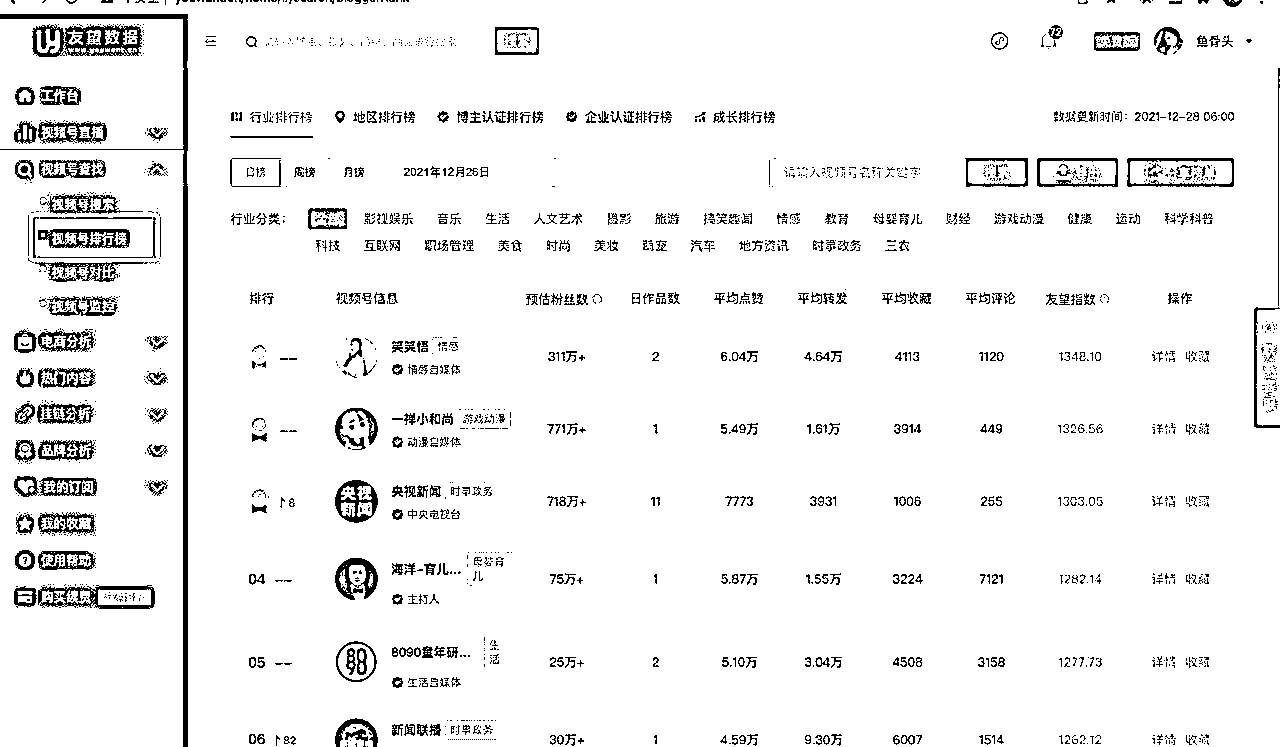 友望数据
鱼骨头
72
工作台
视频号直播
视频号查找
视频号搜索
视频号排行榜
视频号对比
视频号监控
电商分析
热门内容
挂链分析
品牌分析
我的订阅
我的收藏
使用帮助
行业排行榜 地区排行榜 博主认证排行榜 企业认证排行榜 成长排行榜 数据更新时间：2021-12-28 06:00
日榜 周榜 月榜 2021年12月26日 请输入视频号名称关键字
行业分类： 全部 影视娱乐 音乐 生活 人文艺术 摄影 旅游 搞笑趣闻 情感 教育 母婴育儿 财经 游戏动漫 健康 运动 科学科普
科技 互联网 职场管理 美食 时尚 美妆 萌宠 汽车 地方资讯 时事政务 三农
排行 视频号信息 预估粉丝数 日作品数 平均点赞 平均转发 平均收藏 平均评论 友望指数 操作
笑笑悟 情感
情感自媒体
311万+ 2 6.04万 4.64万 4113 1120 1348.10 详情 收藏
一禅小和尚 游戏动漫
动漫自媒体
771万+ 1 5.49万 1.61万 3914 449 1326.56 详情 收藏
8
央视新闻
央视新闻 时事政务
中央电视台
718万+ 11 7773 3931 1006 255 1303.05 详情 收藏
04
海洋-育儿... 母婴育儿
主持人
75万+ 1 5.87万 1.55万 3224 7121 1282.14 详情 收藏
05
8090
8090童年研... 生活
生活自媒体
25万+ 2 5.10万 3.04万 4508 3158 1277.73 详情 收藏
06 82
新闻联播 时事政务
30万+ 1 4.59万 9.30万 6007 1514 1262.12 详情 收藏